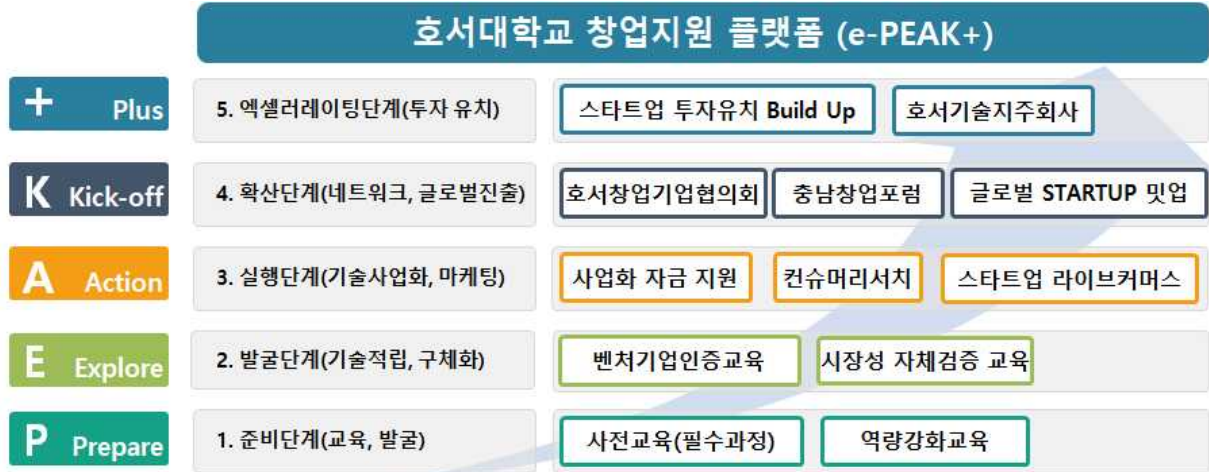 호서대학교 창업지원 플랫폼 (e-PEAK+)
+ Plus
5. 엑셀러레이팅단계(투자 유치)
스타트업 투자유치 Build Up
호서기술지주회사
K Kick-off
4. 확산단계(네트워크, 글로벌진출)
호서창업기업협의회
충남창업포럼
글로벌 STARTUP 밋업
A Action
3. 실행단계(기술사업화, 마케팅)
사업화 자금 지원
컨슈머리서치
스타트업 라이브커머스
E Explore
2. 발굴단계(기술적립, 구체화)
벤처기업인증교육
시장성 자체검증 교육
P Prepare
1. 준비단계(교육, 발굴)
사전교육(필수과정)
역량강화교육